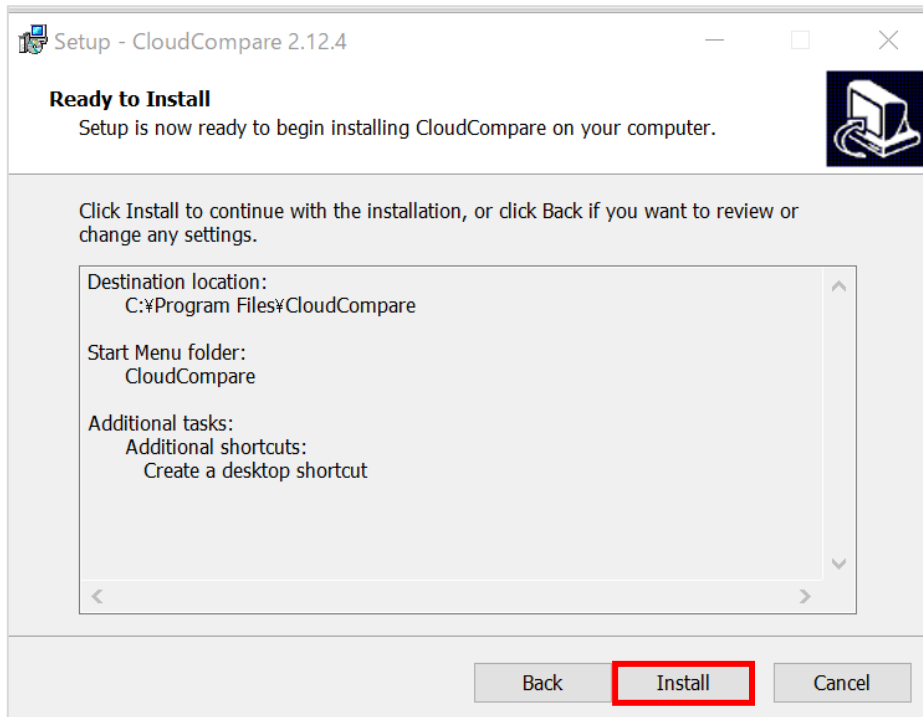 Setup - CloudCompare 2.12.4
Ready to Install
Setup is now ready to begin installing CloudCompare on your computer.
Click Install to continue with the installation, or click Back if you want to review or
change any settings.
Destination location:
C:¥Program Files¥CloudCompare
Start Menu folder:
CloudCompare
Additional tasks:
Additional shortcuts:
Create a desktop shortcut
Back Install Cancel